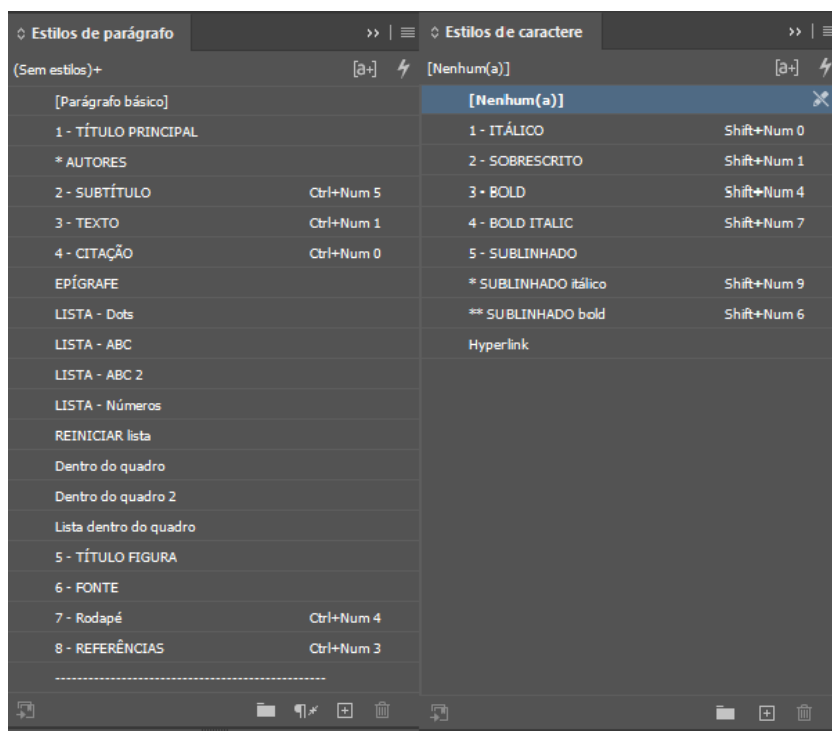 Estilos de parágrafo
(Sem estilos)+
[a+]
[Parágrafo básico]
1 - TÍTULO PRINCIPAL
* AUTORES
2 - SUBTÍTULO Ctrl+Num 5
3 - TEXTO Ctrl+Num 1
4 - CITAÇÃO Ctrl+Num 0
EPÍGRAFE
LISTA - Dots
LISTA - ABC
LISTA - ABC 2
LISTA - Números
REINICIAR lista
Dentro do quadro
Dentro do quadro 2
Lista dentro do quadro
5 - TÍTULO FIGURA
6 - FONTE
7 - Rodapé Ctrl+Num 4
8 - REFERÊNCIAS Ctrl+Num 3
-------------------------------------------------
Estilos de caractere
[Nenhum(a)]
[a+]
[Nenhum(a)]
1 - ITÁLICO Shift+Num 0
2 - SOBRESCRITO Shift+Num 1
3 - BOLD Shift+Num 4
4 - BOLD ITALIC Shift+Num 7
5 - SUBLINHADO
* SUBLINHADO itálico Shift+Num 9
** SUBLINHADO bold Shift+Num 6
Hyperlink